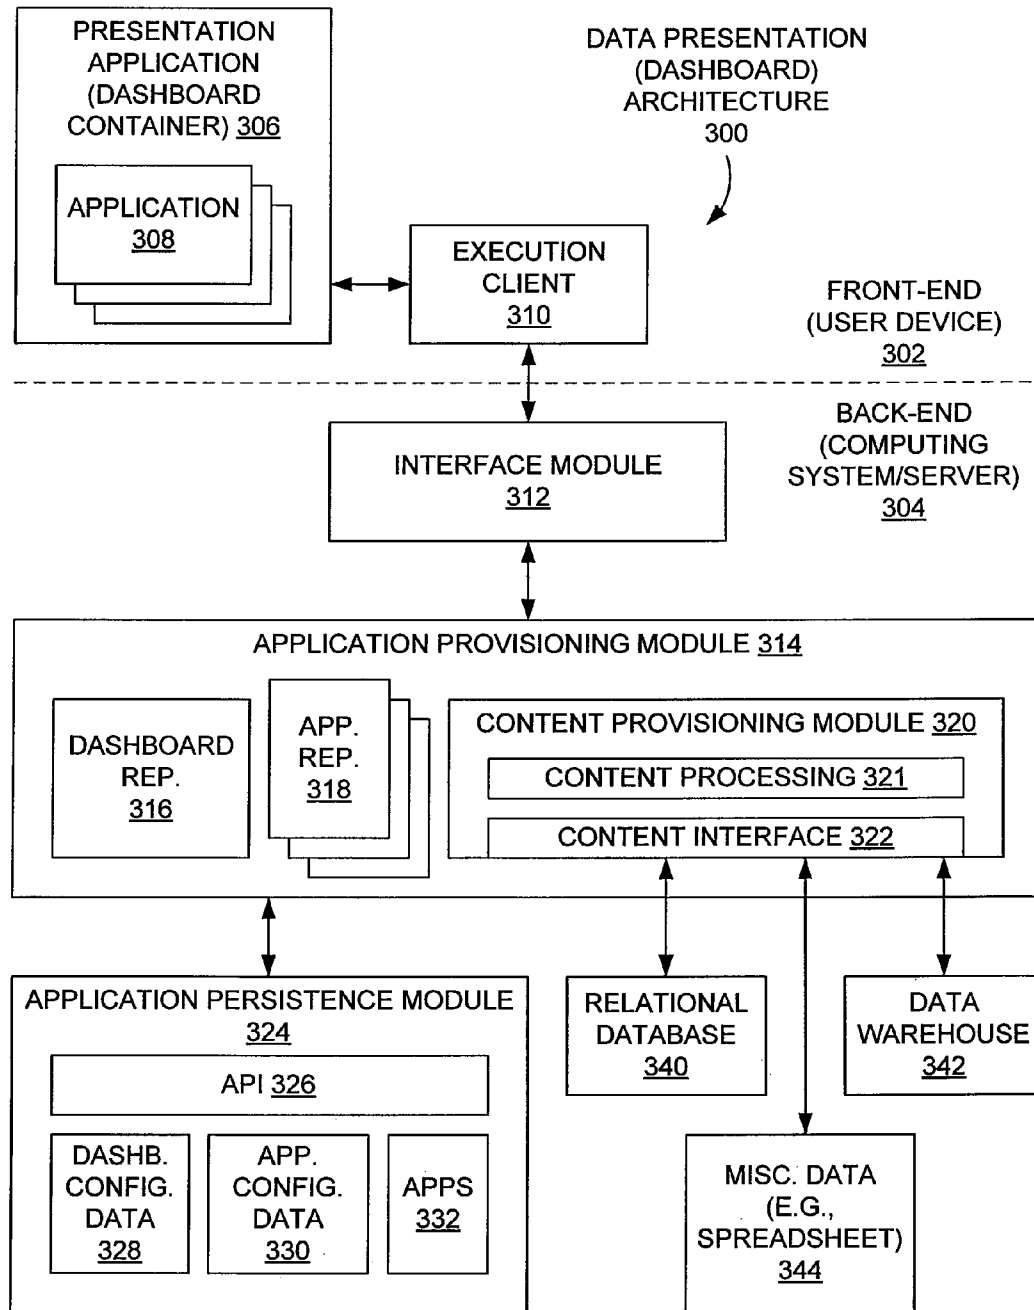 PRESENTATION
APPLICATION
(DASHBOARD
CONTAINER) 306
APPLICATION
308
DATA PRESENTATION
(DASHBOARD)
ARCHITECTURE
300
EXECUTION
CLIENT
310
FRONT-END
(USER DEVICE)
302
BACK-END
(COMPUTING
SYSTEM/SERVER)
304
INTERFACE MODULE
312
APPLICATION PROVISIONING MODULE 314
DASHBOARD
REP.
316
APP.
REP.
318
CONTENT PROVISIONING MODULE 320
CONTENT PROCESSING 321
CONTENT INTERFACE 322
APPLICATION PERSISTENCE MODULE
324
API 326
DASHB.
CONFIG.
DATA
328
APP.
CONFIG.
DATA
330
APPS
332
RELATIONAL
DATABASE
340
DATA
WAREHOUSE
342
MISC. DATA
(E.G.,
SPREADSHEET)
344